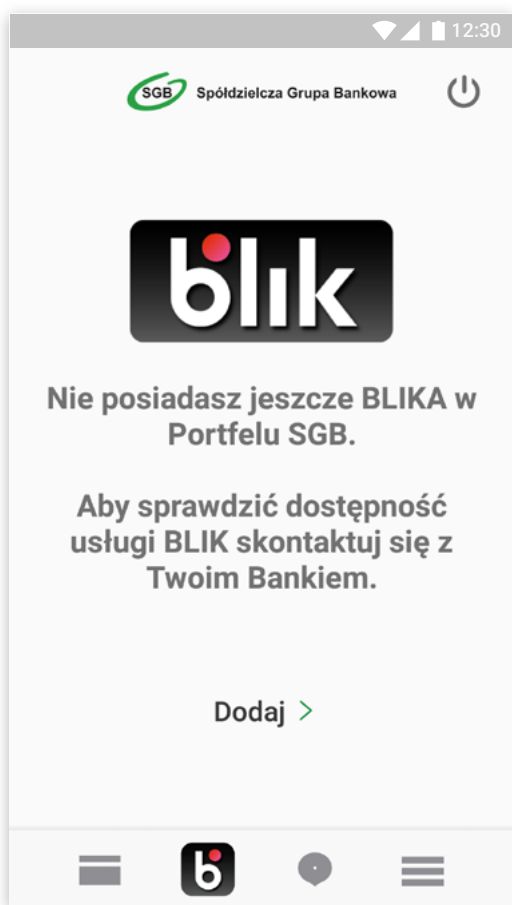 12:30
SGB Spółdzielcza Grupa Bankowa
blik
Nie posiadasz jeszcze BLIKA w
Portfelu SGB.
Aby sprawdzić dostępność
usługi BLIK skontaktuj się z
Twoim Bankiem.
Dodaj >
b